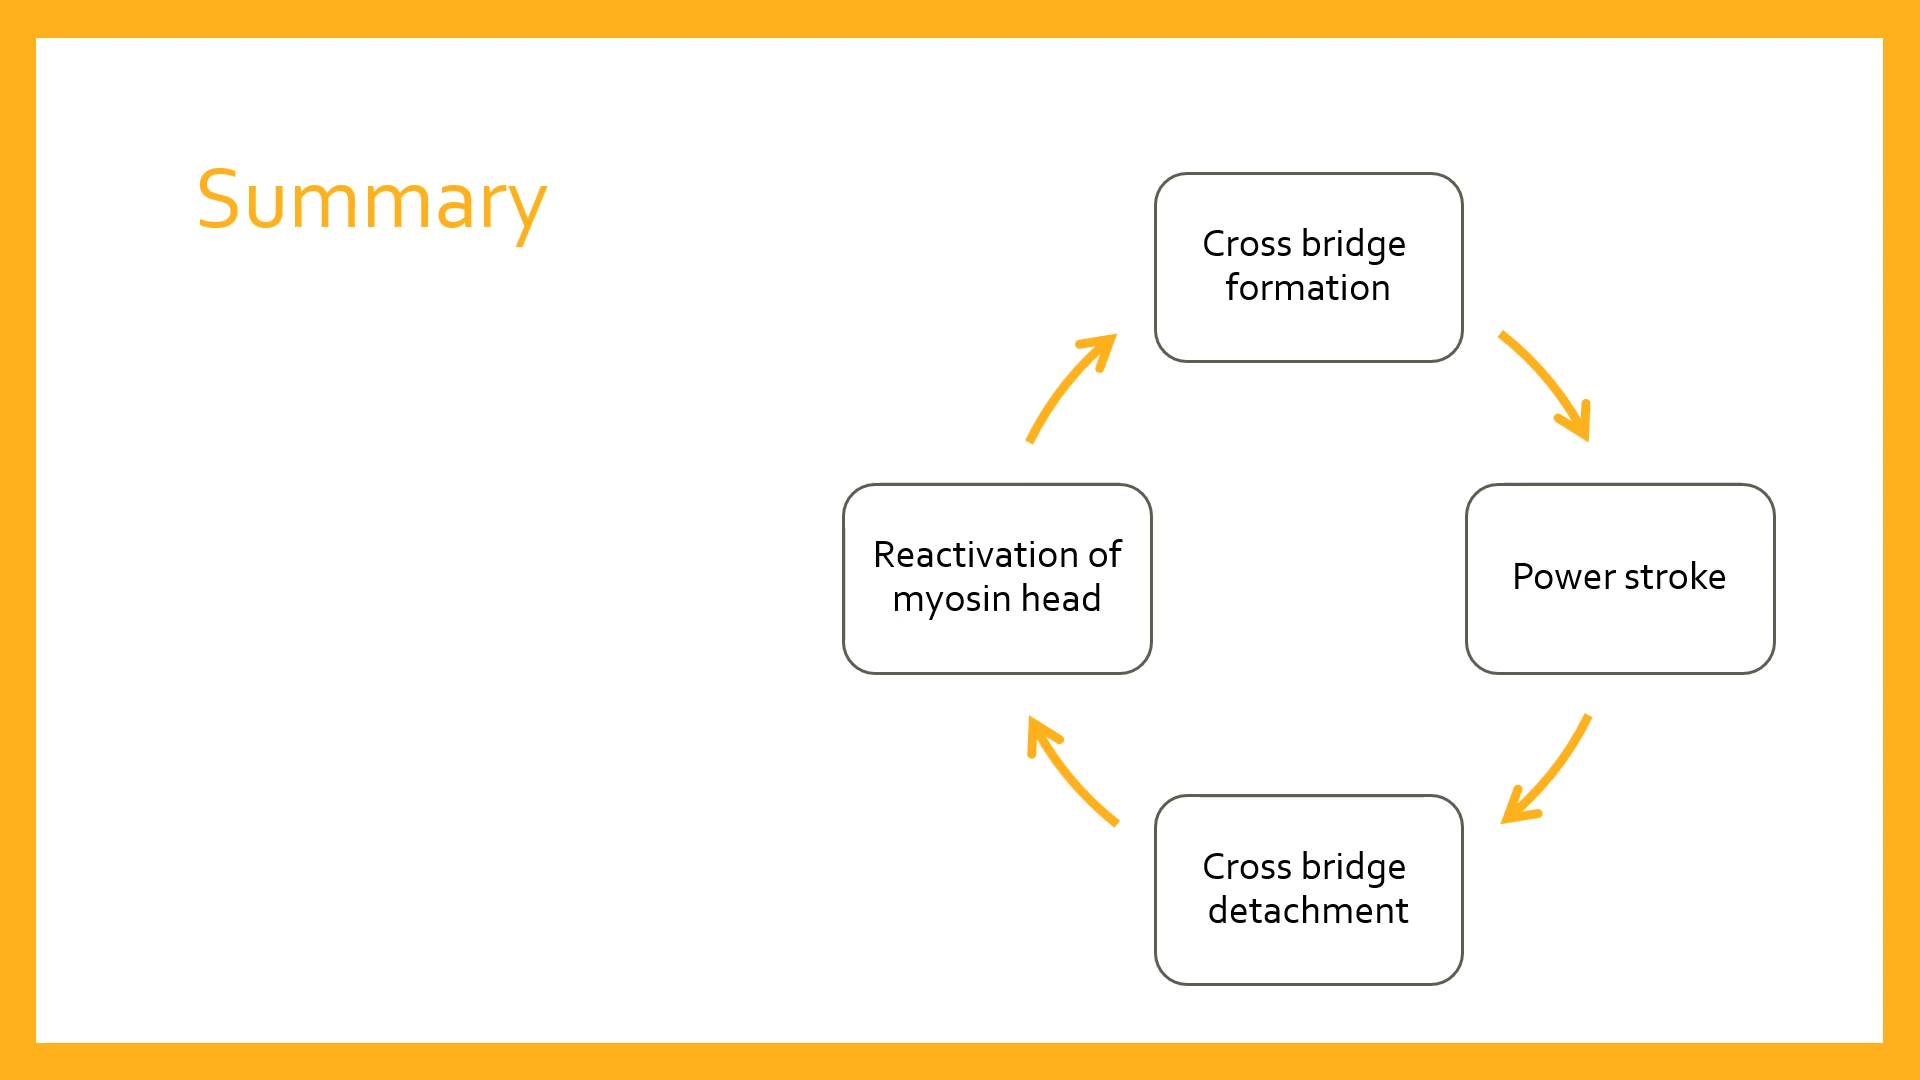 Summary
Cross bridge
formation
Power stroke
Cross bridge
detachment
Reactivation of
myosin head